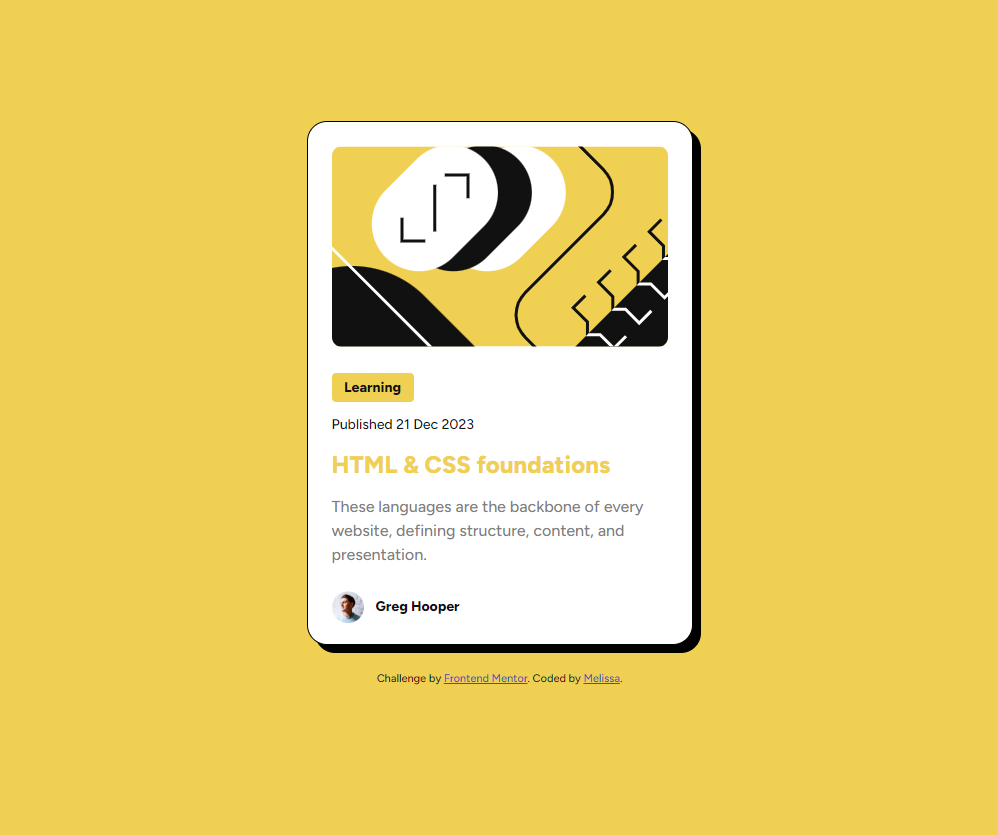 Learning
Published 21 Dec 2023
HTML & CSS foundations
These languages are the backbone of every
website, defining structure, content, and
presentation.
Greg Hooper
Challenge by Frontend Mentor. Coded by Melissa.